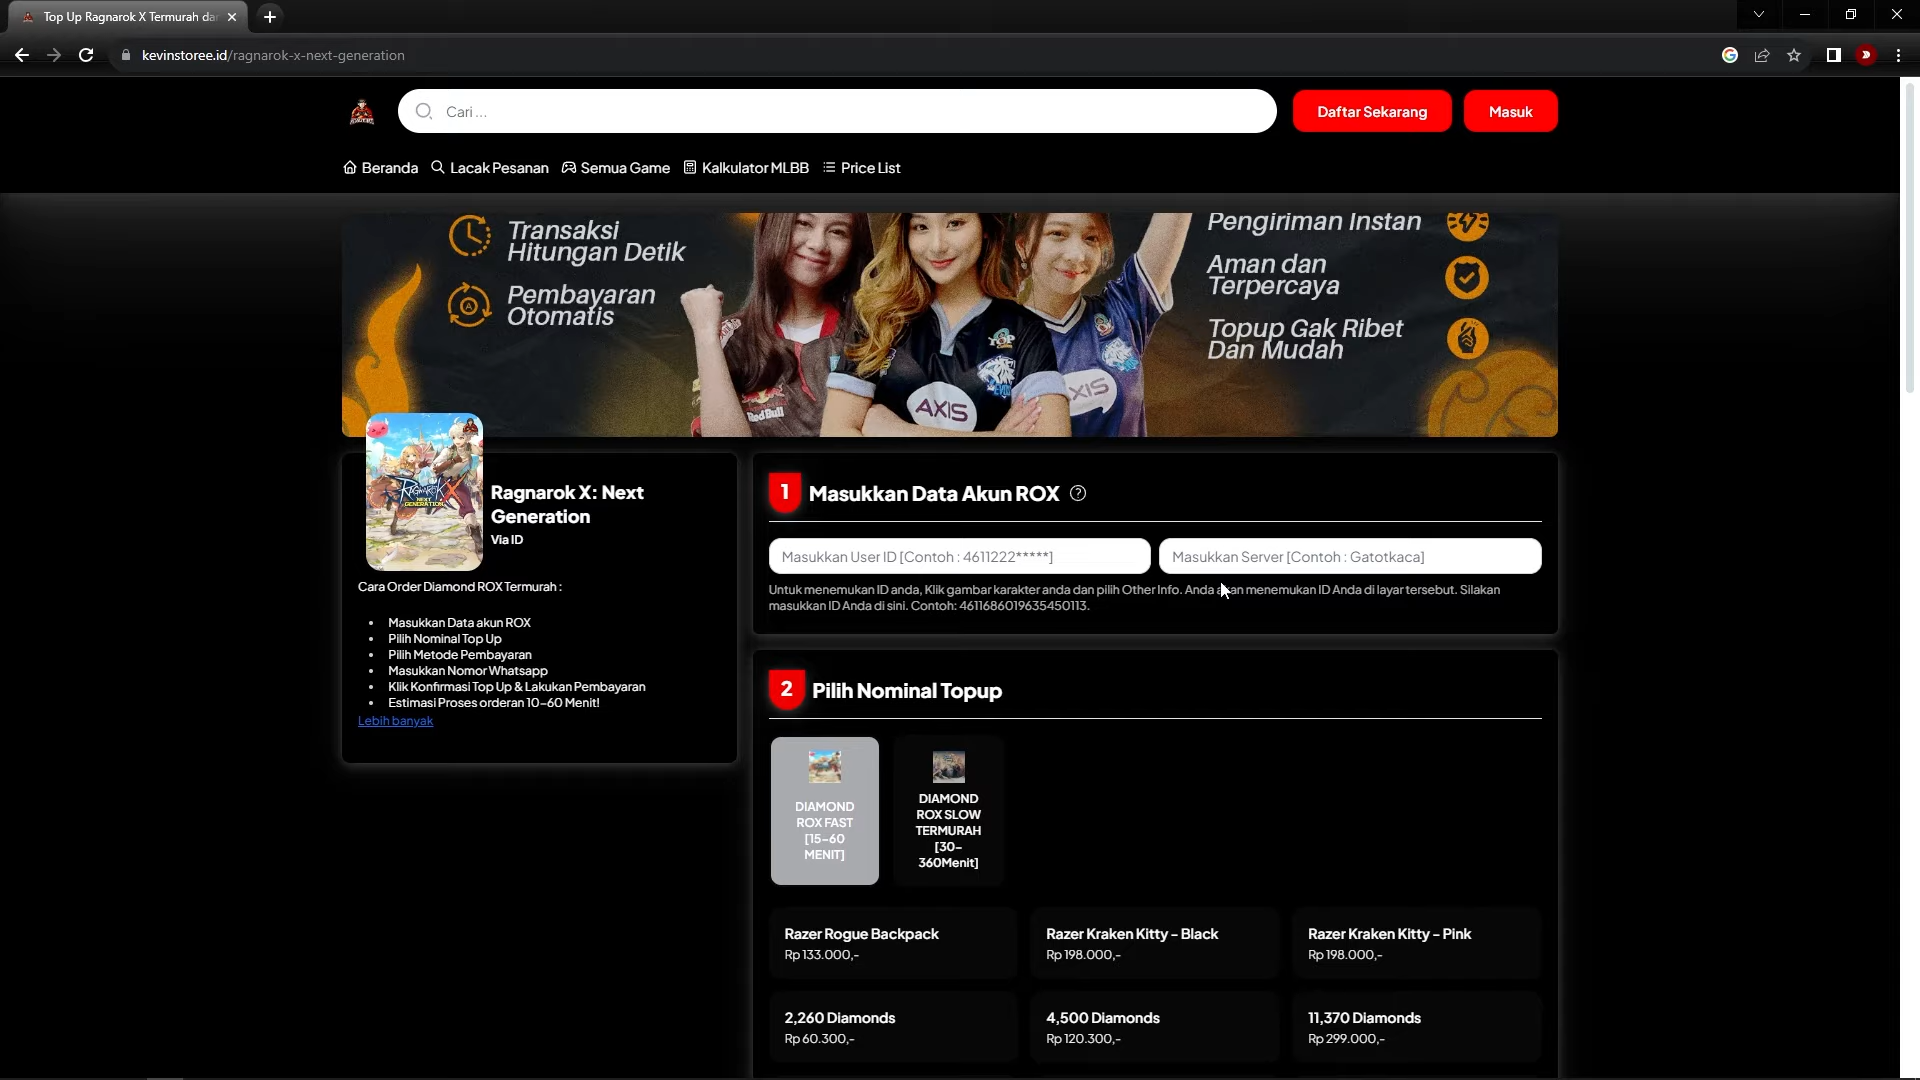 Top Up Ragnarok X Termurah dar
kevinstoree.id/ragnarok-x-next-generation
Cari ...
Daftar Sekarang
Masuk
Beranda
Lacak Pesanan
Semua Game
Kalkulator MLBB
Price List
Transaksi
Hitungan Detik
Pembayaran
Otomatis
Pengiriman Instan
Aman dan
Terpercaya
Topup Gak Ribet
Dan Mudah
Red Bull
AXIS
AXIS
RAGNAROK X
NEXT GENERATION
Ragnarok X: Next
Generation
Via ID
Cara Order Diamond ROX Termurah :
• Masukkan Data akun ROX
• Pilih Nominal Top Up
• Pilih Metode Pembayaran
• Masukkan Nomor Whatsapp
• Klik Konfirmasi Top Up & Lakukan Pembayaran
• Estimasi Proses orderan 10-60 Menit!
Lebih banyak
1 Masukkan Data Akun ROX
Masukkan User ID [Contoh : 4611222*****]
Masukkan Server [Contoh : Gatotkaca]
Untuk menemukan ID anda, Klik gambar karakter anda dan pilih Other Info. Anda akan menemukan ID Anda di layar tersebut. Silakan
masukkan ID Anda di sini. Contoh: 4611686019635450113.
2 Pilih Nominal Topup
DIAMOND
ROX FAST
[15-60
MENIT]
DIAMOND
ROX SLOW
TERMURAH
[30-
360Menit]
Razer Rogue Backpack
Rp 133.000,-
Razer Kraken Kitty - Black
Rp 198.000,-
Razer Kraken Kitty - Pink
Rp 198.000,-
2,260 Diamonds
Rp 60.300,-
4,500 Diamonds
Rp 120.300,-
11,370 Diamonds
Rp 299.000,-